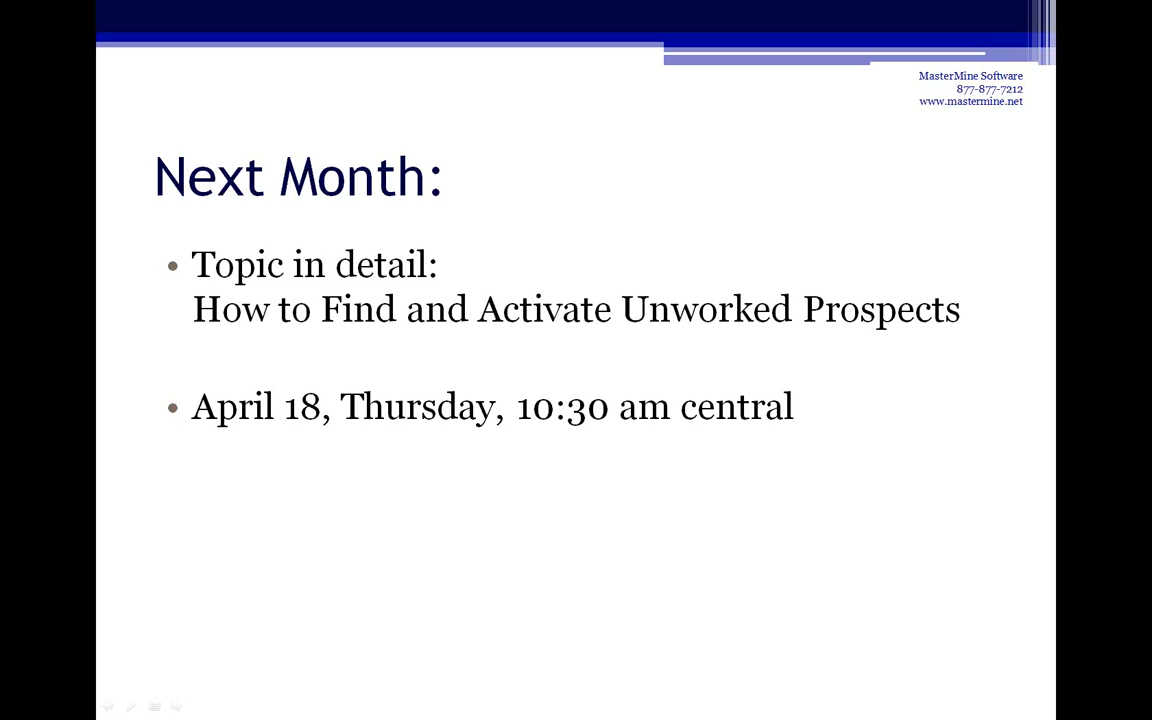 MasterMine Software
877-877-7212
www.mastermine.net
Next Month:
• Topic in detail:
How to Find and Activate Unworked Prospects
• April 18, Thursday, 10:30 am central